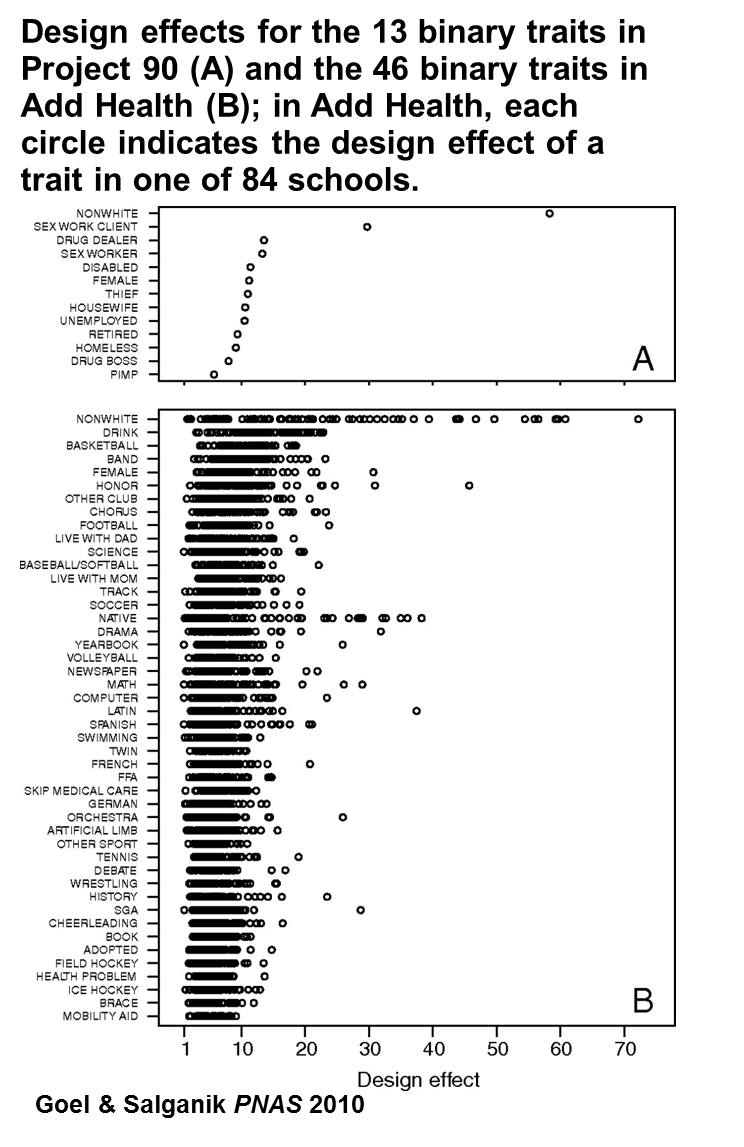 Design effects for the 13 binary traits in
Project 90 (A) and the 46 binary traits in
Add Health (B); in Add Health, each
circle indicates the design effect of a
trait in one of 84 schools.
NONWHITE
SEX WORK CLIENT
DRUG DEALER
SEX WORKER
DISABLED
FEMALE
THIEF
HOUSEWIFE
UNEMPLOYED
RETIRED
HOMELESS
DRUG BOSS
PIMP
A
NONWHITE
DRINK
BASKETBALL
BAND
FEMALE
HONOR
OTHER CLUB
CHORUS
FOOTBALL
LIVE WITH DAD
SCIENCE
BASEBALL/SOFTBALL
LIVE WITH MOM
TRACK
SOCCER
NATIVE
DRAMA
YEARBOOK
VOLLEYBALL
NEWSPAPER
MATH
COMPUTER
LATIN
SPANISH
SWIMMING
TWIN
FRENCH
FFA
SKIP MEDICAL CARE
GERMAN
ORCHESTRA
ARTIFICIAL LIMB
OTHER SPORT
TENNIS
DEBATE
WRESTLING
HISTORY
SGA
CHEERLEADING
BOOK
ADOPTED
FIELD HOCKEY
HEALTH PROBLEM
ICE HOCKEY
BRACE
MOBILITY AID
B
1 10 20 30 40 50 60 70
Design effect
Goel & Salganik PNAS 2010